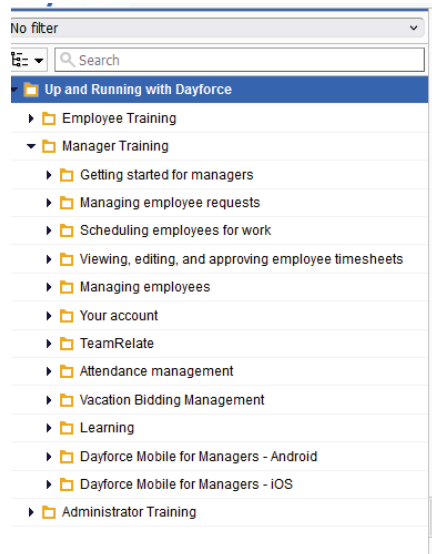 No filter
Search
Up and Running with Dayforce
Employee Training
Manager Training
Getting started for managers
Managing employee requests
Scheduling employees for work
Viewing, editing, and approving employee timesheets
Managing employees
Your account
TeamRelate
Attendance management
Vacation Bidding Management
Learning
Dayforce Mobile for Managers - Android
Dayforce Mobile for Managers - iOS
Administrator Training